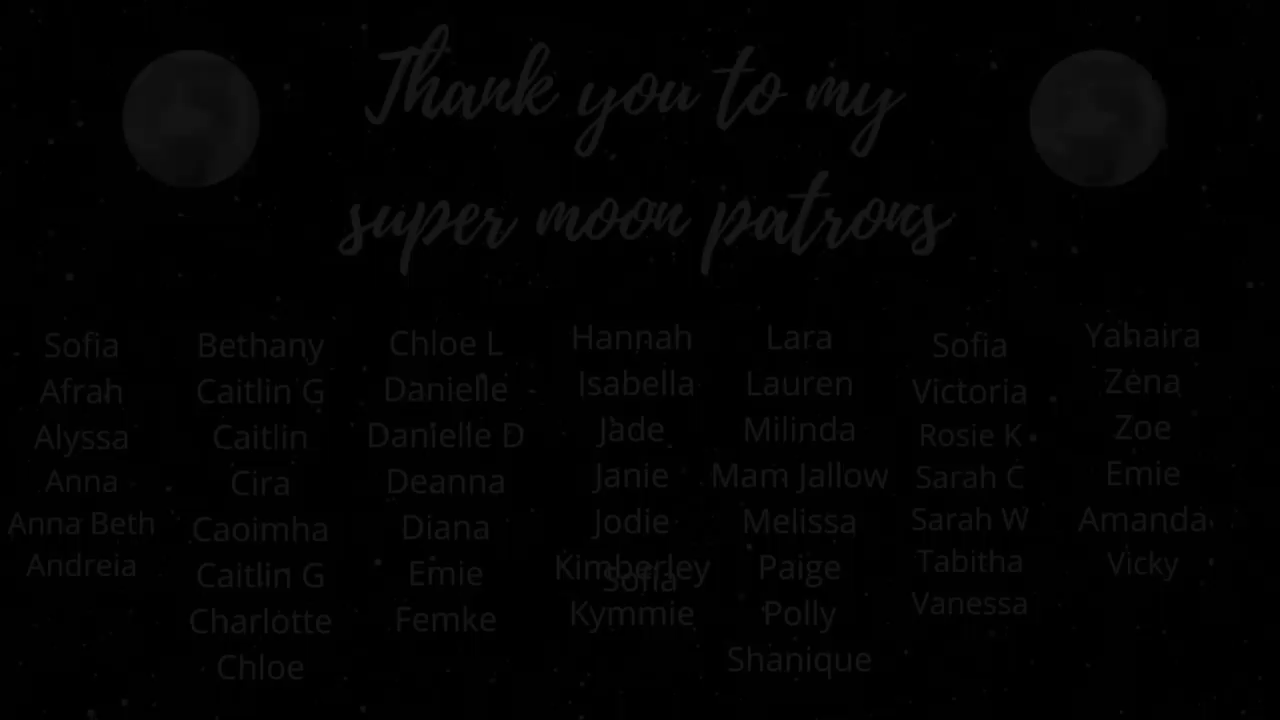 Thank you to my
super moon patrons
Sofia
Afrah
Alyssa
Anna
Anna Beth
Andreia
Bethany
Caitlin G
Caitlin
Cira
Caoimha
Caitlin G
Charlotte
Chloe
Chloe L
Danielle
Danielle D
Deanna
Diana
Emie
Femke
Hannah
Isabella
Jade
Janie
Jodie
Kimberley
Sofia
Kymmie
Lara
Lauren
Milinda
Mam Jallow
Melissa
Paige
Polly
Shanique
Sofia
Victoria
Rosie K
Sarah C
Sarah W
Tabitha
Vanessa
Yahaira
Zena
Zoe
Emie
Amanda
Vicky